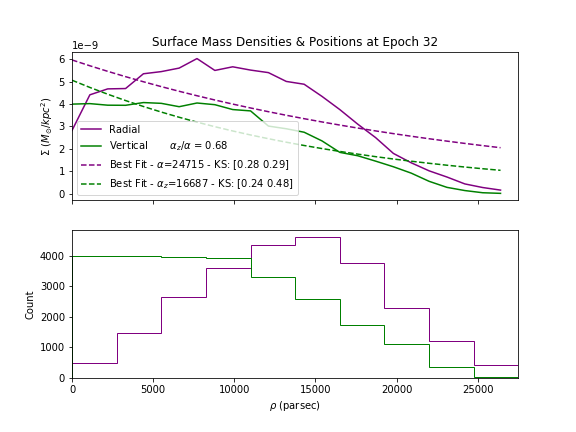 Surface Mass Densities & Positions at Epoch 32
1e−9
6
5
4
3
2
1
0
Σ (M⊙/kpc²)
Radial
Vertical αz/α = 0.68
Best Fit - α=24715 - KS: [0.28 0.29]
Best Fit - αz=16687 - KS: [0.24 0.48]
4000
3000
2000
1000
0
Count
0 5000 10000 15000 20000 25000
ρ (parsec)